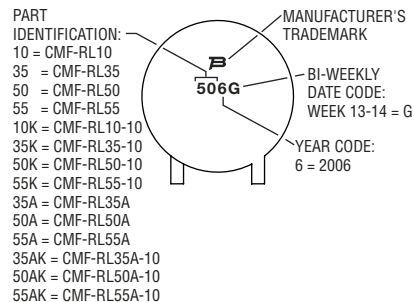 PART
IDENTIFICATION:
10 = CMF-RL10
35 = CMF-RL35
50 = CMF-RL50
55 = CMF-RL55
10K = CMF-RL10-10
35K = CMF-RL35-10
50K = CMF-RL50-10
55K = CMF-RL55-10
35A = CMF-RL35A
50A = CMF-RL50A
55A = CMF-RL55A
35AK = CMF-RL35A-10
50AK = CMF-RL50A-10
55AK = CMF-RL55A-10
506G
MANUFACTURER'S
TRADEMARK
BI-WEEKLY
DATE CODE:
WEEK 13-14 = G
YEAR CODE:
6 = 2006